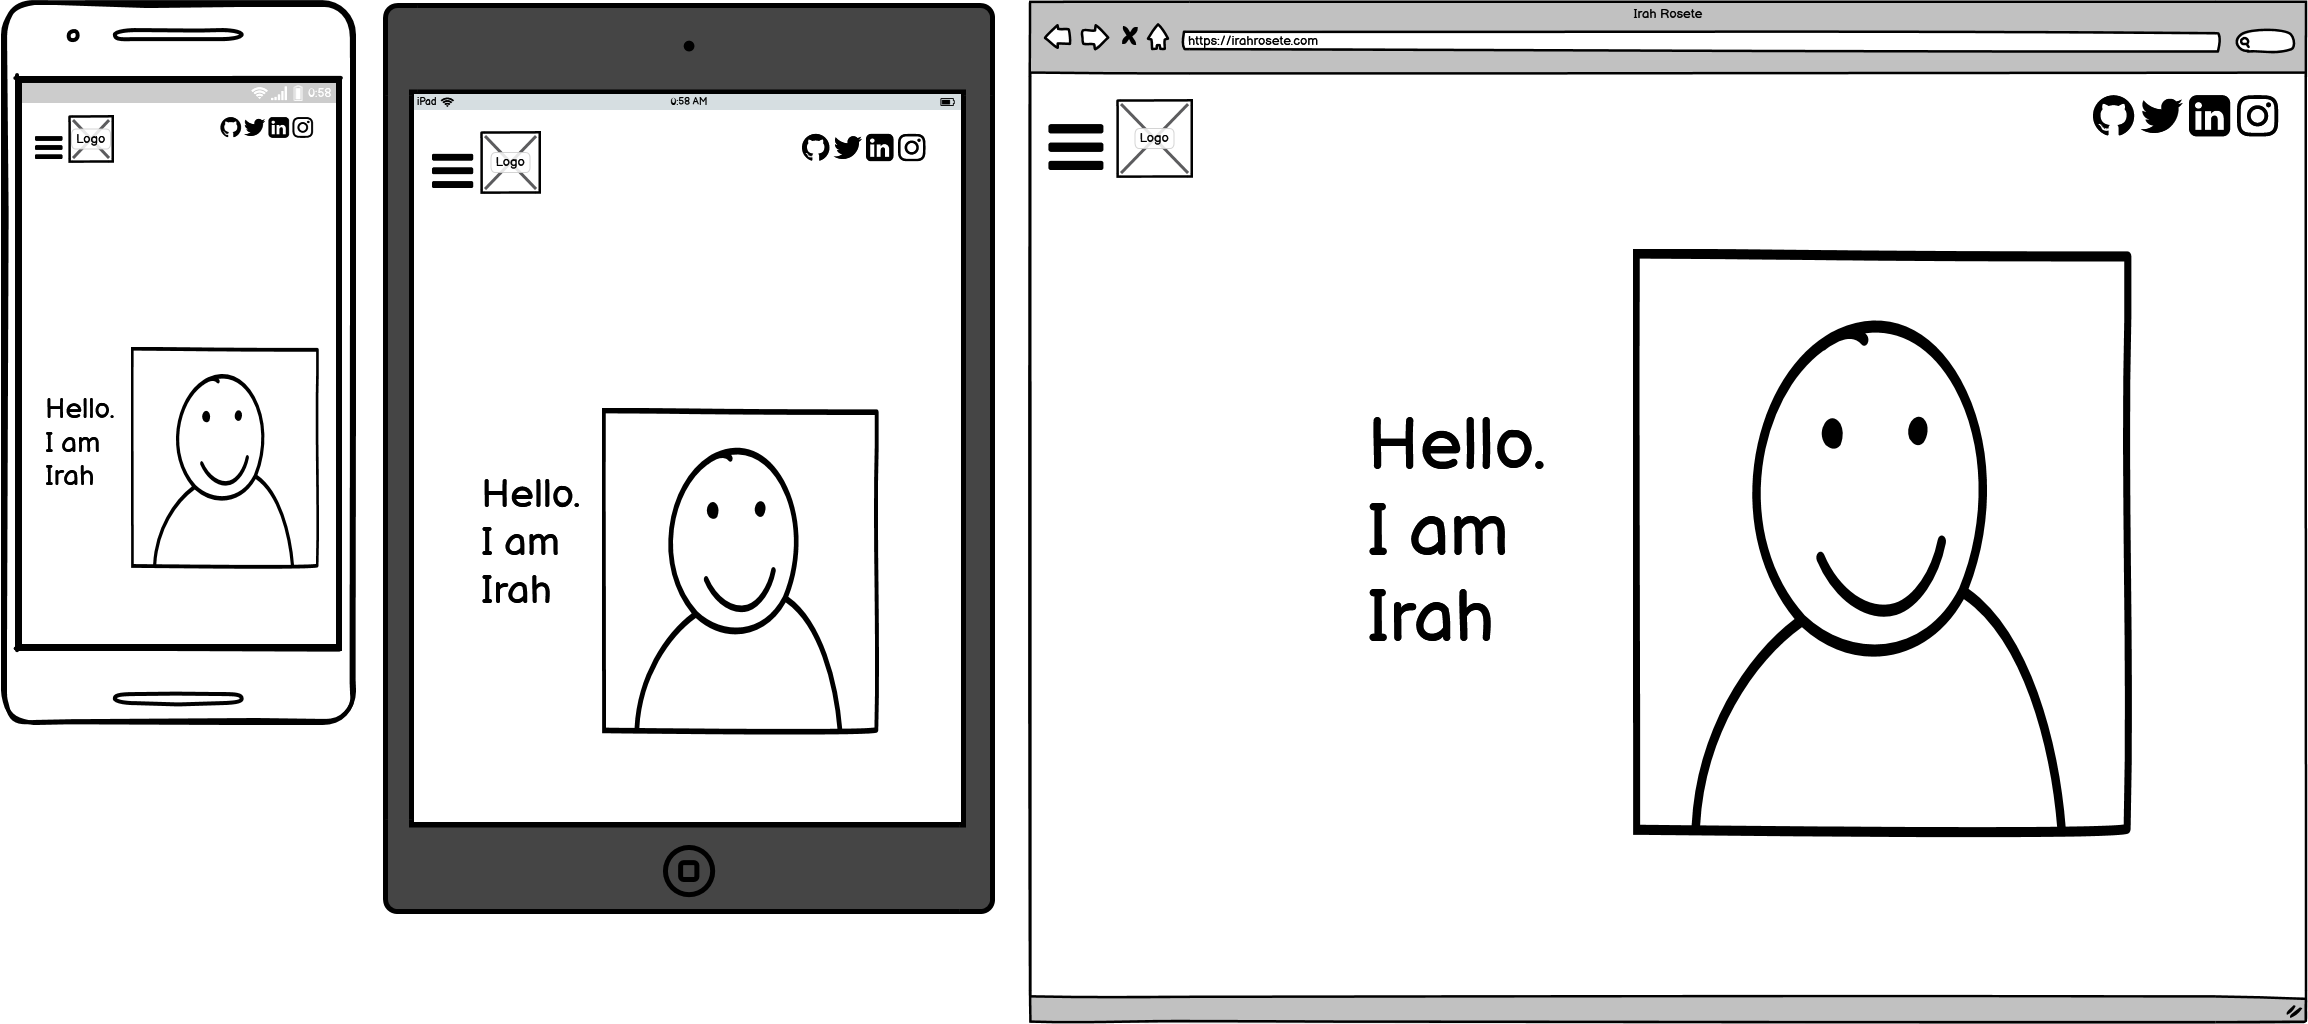 0:58
Logo
Hello.
I am
Irah
iPad
0:58 AM
Logo
Hello.
I am
Irah
Irah Rosete
https://irahrosete.com
Logo
in
Hello.
I am
Irah